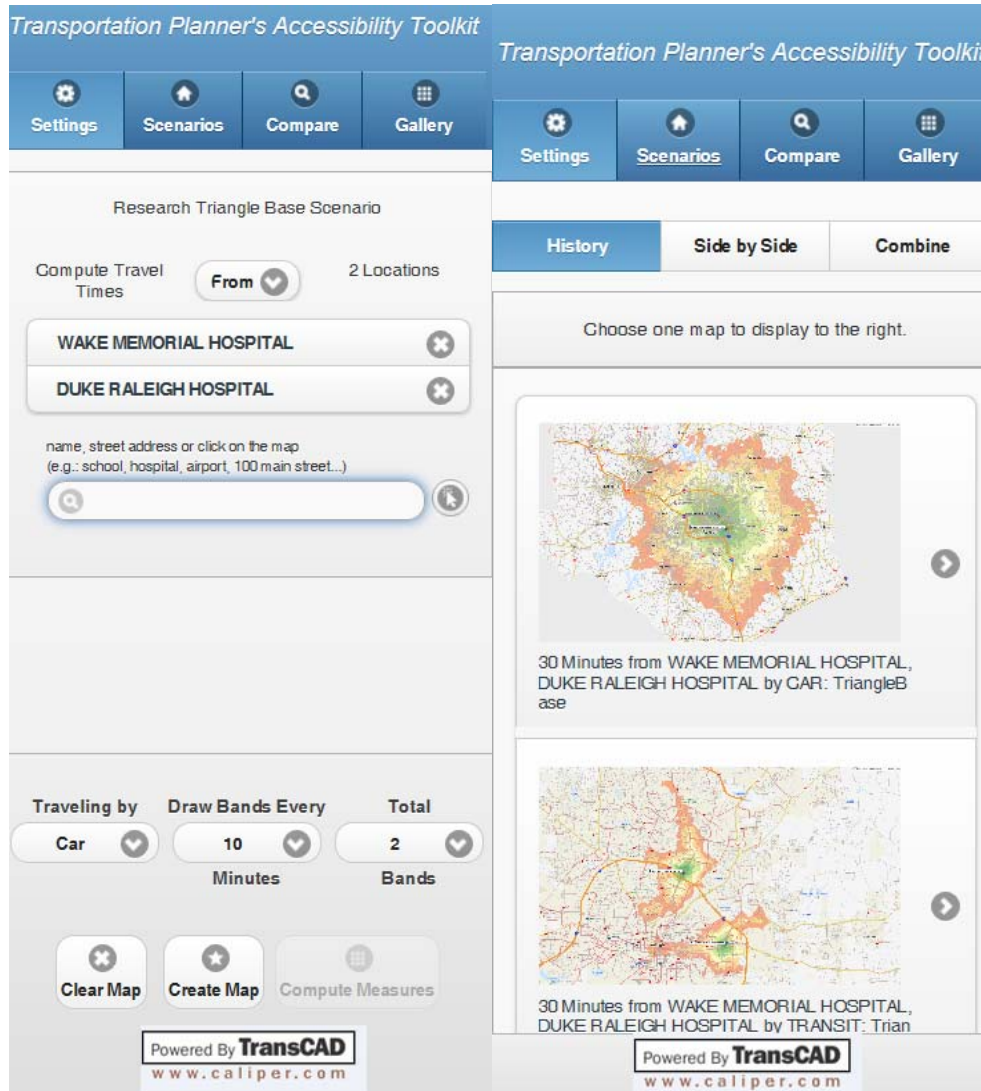 Transportation Planner's Accessibility Toolkit
Settings
Scenarios
Compare
Gallery
Research Triangle Base Scenario
Compute Travel
Times
From
2 Locations
WAKE MEMORIAL HOSPITAL
DUKE RALEIGH HOSPITAL
name, street address or click on the map
(e.g.: school, hospital, airport, 100 main street...)
Traveling by
Draw Bands Every
Total
Car
10
2
Minutes
Bands
Clear Map
Create Map
Compute Measures
Powered By TransCAD
www.caliper.com
Transportation Planner's Accessibility Toolkit
Settings
Scenarios
Compare
Gallery
History
Side by Side
Combine
Choose one map to display to the right.
30 Minutes from WAKE MEMORIAL HOSPITAL,
DUKE RALEIGH HOSPITAL by CAR: TriangleB
ase
30 Minutes from WAKE MEMORIAL HOSPITAL,
DUKE RALEIGH HOSPITAL by TRANSIT: Trian
Powered By TransCAD
www.caliper.com